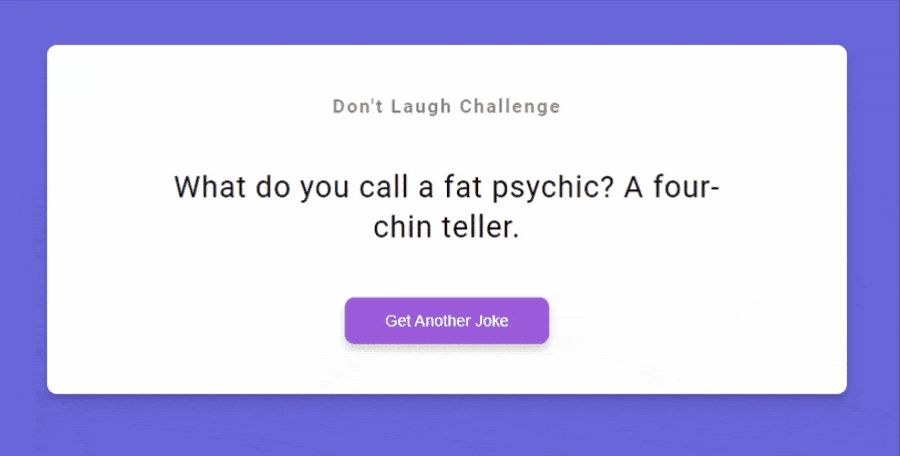 Don't Laugh Challenge
What do you call a fat psychic? A four-
chin teller.
Get Another Joke